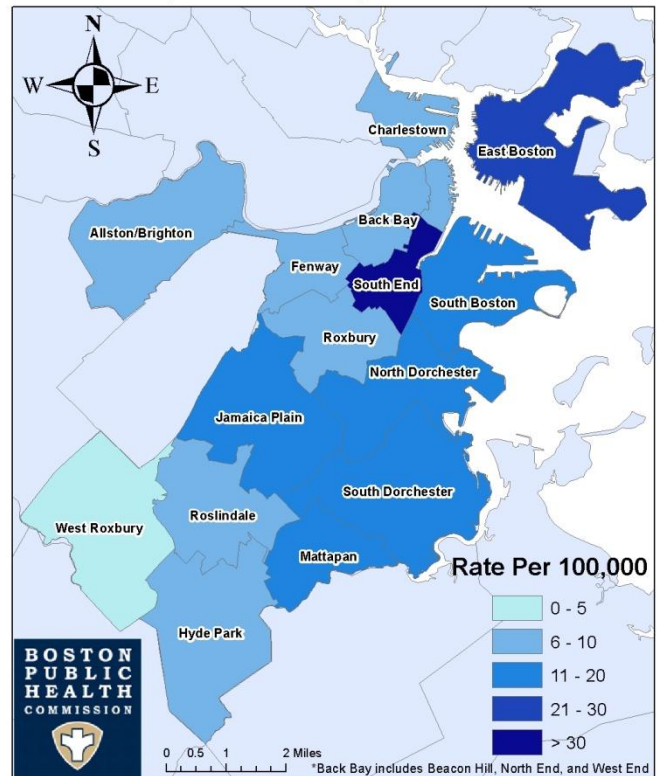 N
W E
S
Charlestown
East Boston
Allston/Brighton
Back Bay
Fenway
South End
South Boston
Roxbury
North Dorchester
Jamaica Plain
South Dorchester
West Roxbury
Roslindale
Mattapan
Hyde Park
Rate Per 100,000
0 - 5
6 - 10
11 - 20
21 - 30
> 30
BOSTON
PUBLIC
HEALTH
COMMISSION
0 0.5 1 2 Miles
*Back Bay includes Beacon Hill, North End, and West End